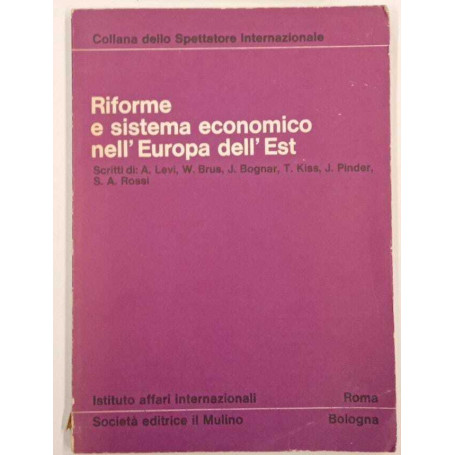 Collana dello Spettatore Internazionale
Riforme
e sistema economico
nell'Europa dell'Est
Scritti di: A. Levi, W. Brus, J. Bognar, T. Kiss, J. Pinder,
S. A. Rossi
Istituto affari internazionali Roma
Società editrice il Mulino Bologna